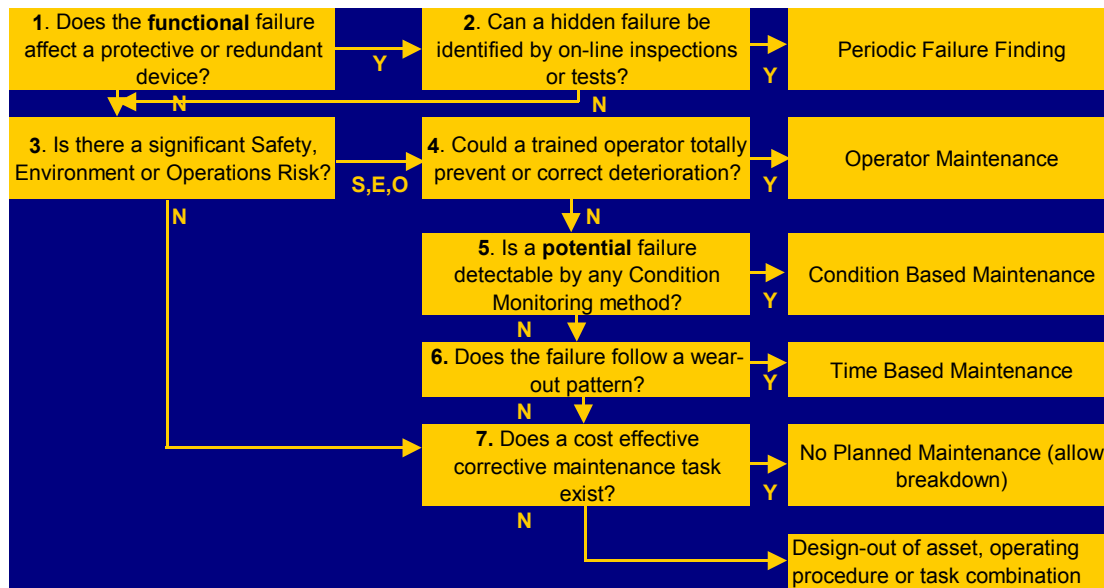 1. Does the functional failure
affect a protective or redundant
device?
Y
2. Can a hidden failure be
identified by on-line inspections
or tests?
Y
Periodic Failure Finding
N
N
3. Is there a significant Safety,
Environment or Operations Risk?
S,E,O
4. Could a trained operator totally
prevent or correct deterioration?
Y
Operator Maintenance
N
N
5. Is a potential failure
detectable by any Condition
Monitoring method?
Y
Condition Based Maintenance
N
6. Does the failure follow a wear-
out pattern?
Y
Time Based Maintenance
N
7. Does a cost effective
corrective maintenance task
exist?
Y
No Planned Maintenance (allow
breakdown)
N
Design-out of asset, operating
procedure or task combination